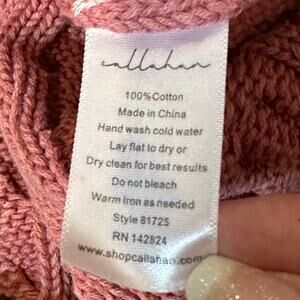 callahan
100%Cotton
Made in China
Hand wash cold water
Lay flat to dry or
Dry clean for best results
Do not bleach
Warm iron as needed
Style 81725
RN 142824
www.shopcallahan.com